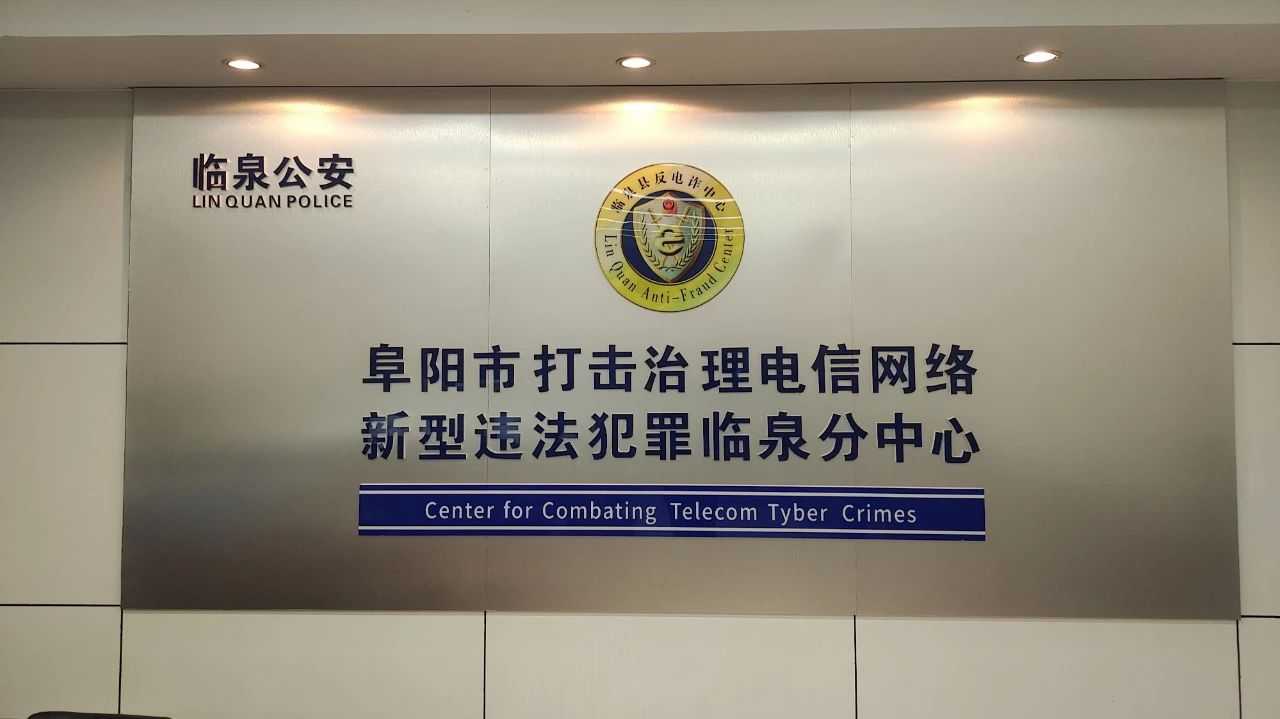 临泉公安
LIN QUAN POLICE
临泉县反电诈中心
Lin Quan Anti-Fraud Center
阜阳市打击治理电信网络
新型违法犯罪临泉分中心
Center for Combating Telecom Tyber Crimes